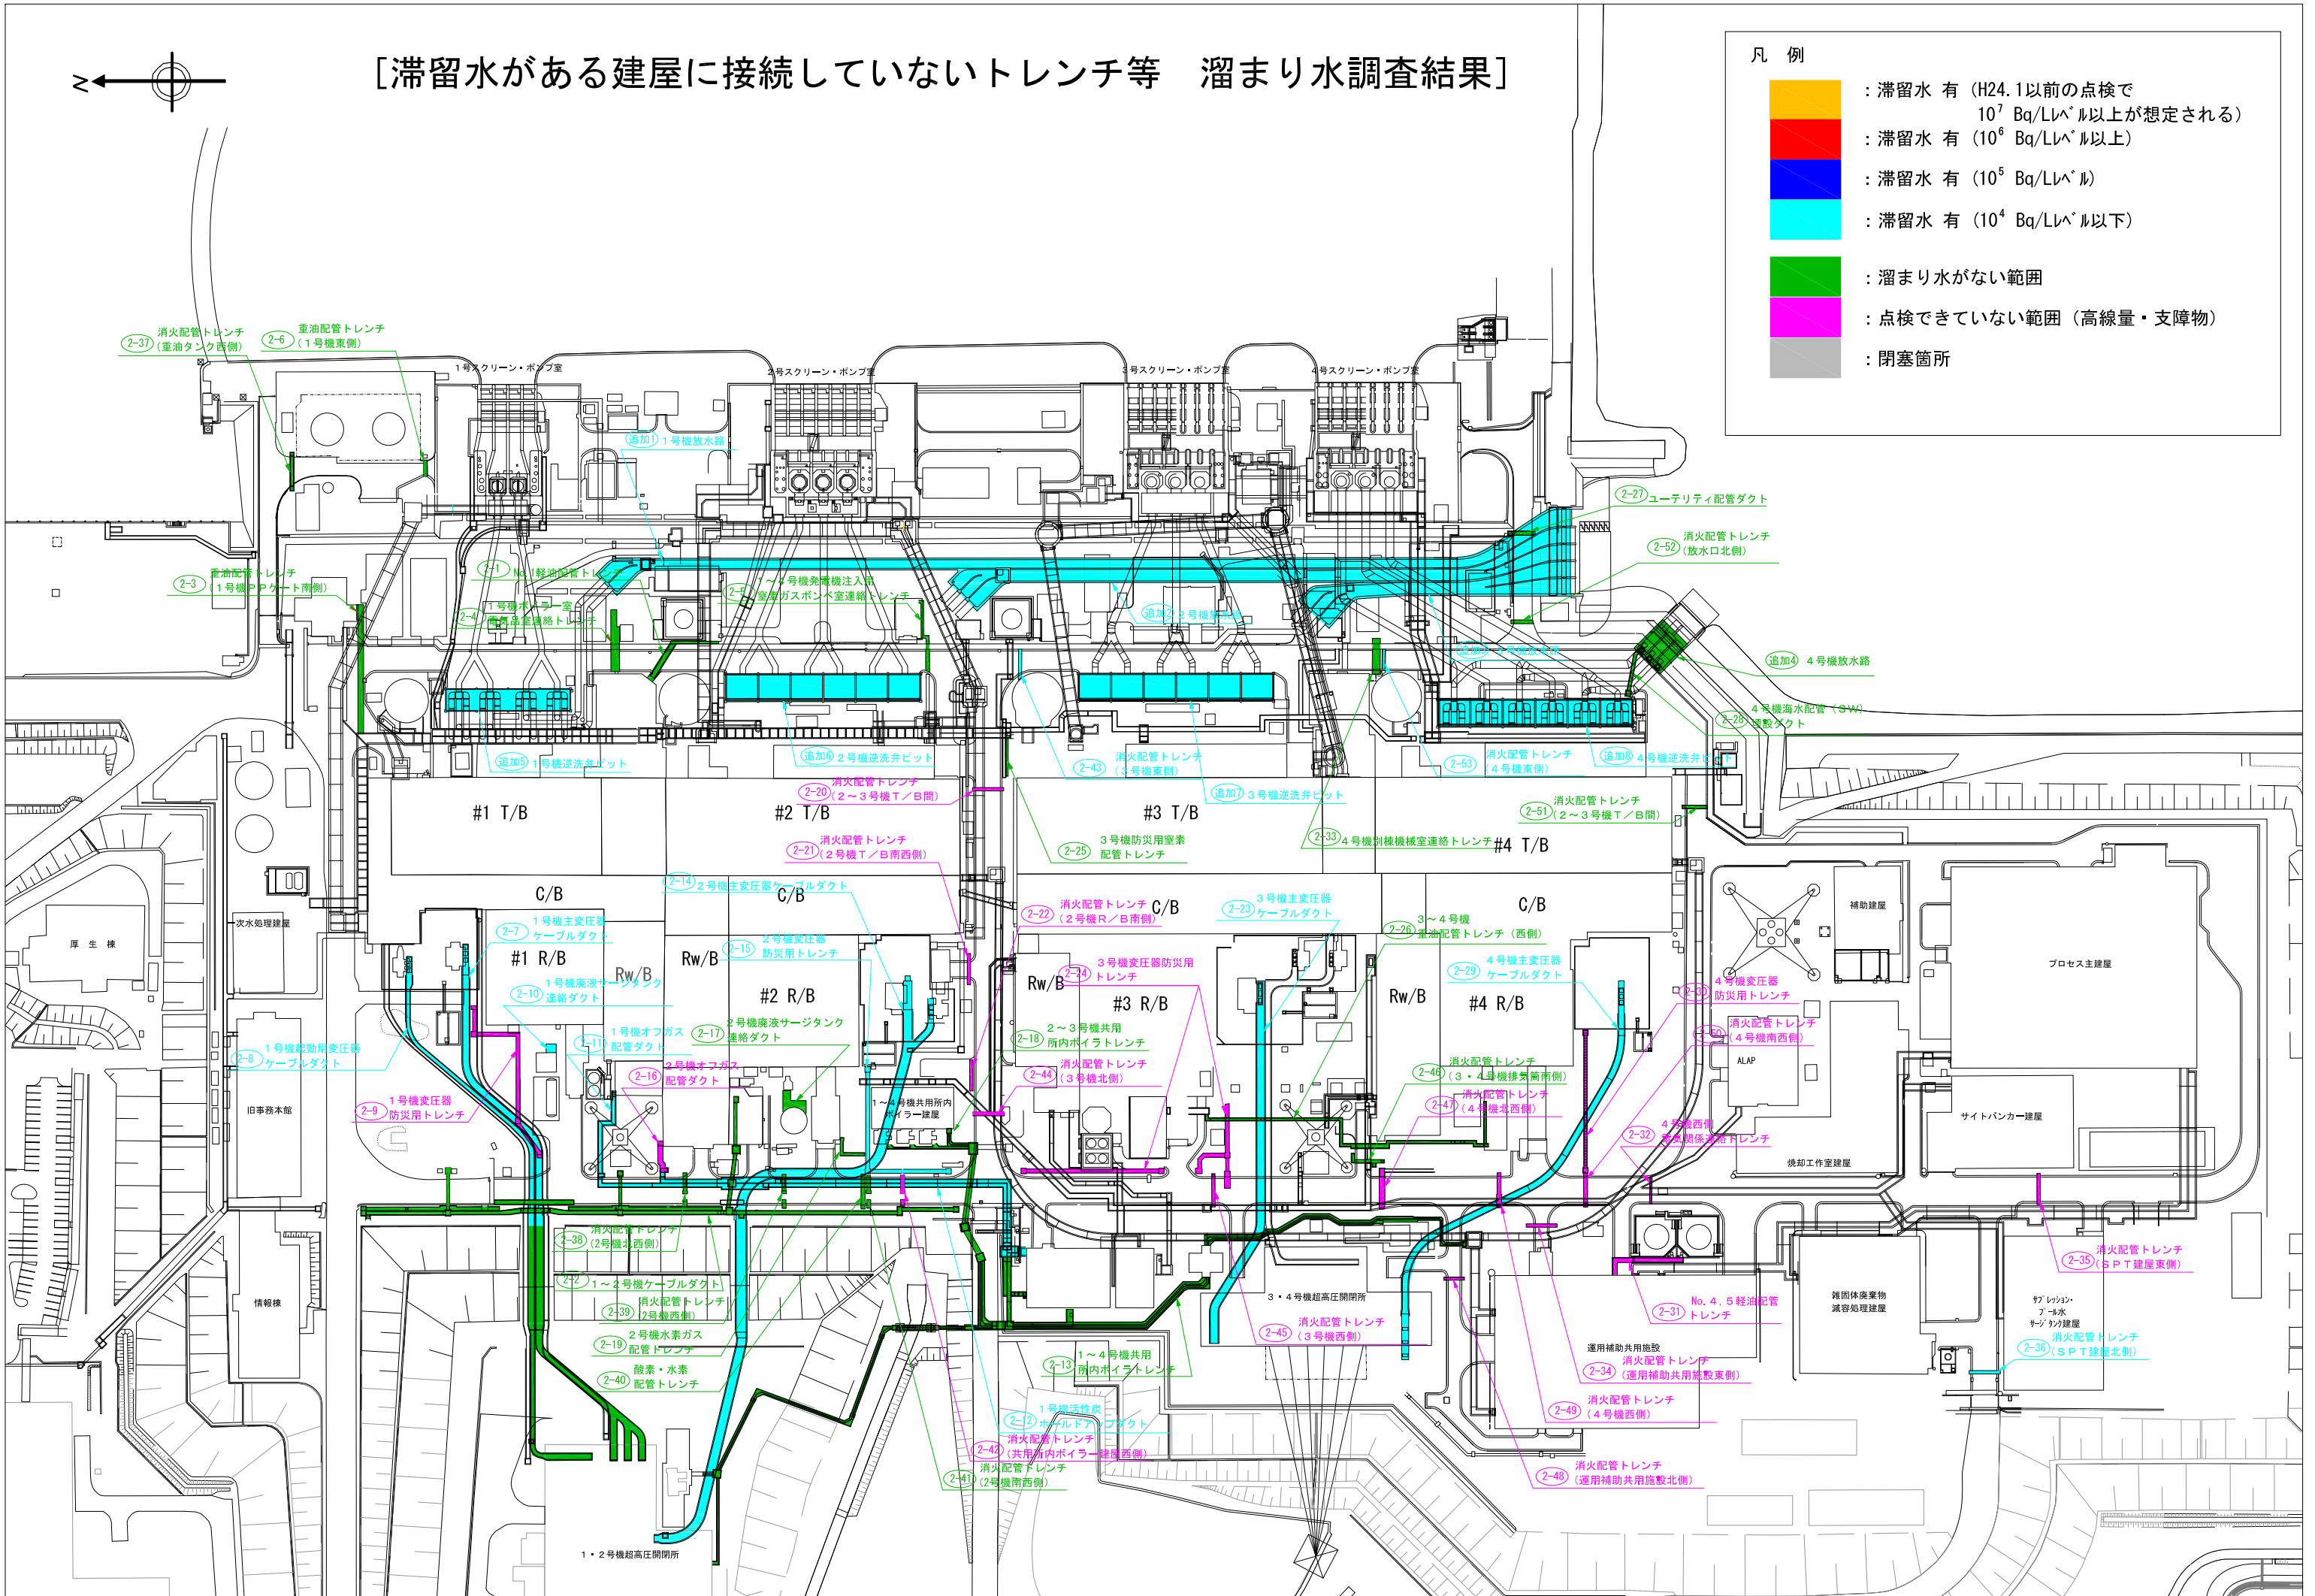 [滞留水がある建屋に接続していないトレンチ等　溜まり水調査結果]
N
凡 例
：滞留水 有 (H24.1以前の点検で
10⁷ Bq/Lﾚﾍﾞﾙ以上が想定される)
：滞留水 有 (10⁶ Bq/Lﾚﾍﾞﾙ以上)
：滞留水 有 (10⁵ Bq/Lﾚﾍﾞﾙ)
：滞留水 有 (10⁴ Bq/Lﾚﾍﾞﾙ以下)
：溜まり水がない範囲
：点検できていない範囲（高線量・支障物）
：閉塞箇所
2-37 消火配管トレンチ
（重油タンク西側）
2-6 重油配管トレンチ
（１号機東側）
1号スクリーン・ポンプ室
2号スクリーン・ポンプ室
3号スクリーン・ポンプ室
4号スクリーン・ポンプ室
追加1 １号機放水路
2-27 ユーテリティ配管ダクト
2-52 消火配管トレンチ
（放水口北側）
2-3 重油配管トレンチ
（１号機ＰＰゲート南側）
2-1 No.1軽油配管トレンチ
2-4 １号機ボイラー室
電気品室連絡トレンチ
2-5 １～４号機発電機注入用
窒素ガスボンベ室連絡トレンチ
追加2 ２号機放水路
追加3 ３号機放水路
追加4 ４号機放水路
2-28 ４号機海水配管（ＳＷ）
埋設ダクト
追加5 １号機逆洗弁ピット
追加6 ２号機逆洗弁ピット
2-43 消火配管トレンチ
（３号機東側）
追加7 ３号機逆洗弁ピット
2-53 消火配管トレンチ
（４号機東側）
追加8 ４号機逆洗弁ピット
2-20 消火配管トレンチ
（２～３号機Ｔ／Ｂ間）
2-51 消火配管トレンチ
（２～３号機Ｔ／Ｂ間）
#1 T/B
#2 T/B
#3 T/B
#4 T/B
2-21 消火配管トレンチ
（２号機Ｔ／Ｂ南西側）
2-25 ３号機防災用窒素
配管トレンチ
2-33 ４号機別棟機械室連絡トレンチ
C/B
C/B
C/B
C/B
2-14 ２号機主変圧器ケーブルダクト
2-7 １号機主変圧器
ケーブルダクト
2-22 消火配管トレンチ
（２号機Ｒ／Ｂ南側）
2-23 ３号機主変圧器
ケーブルダクト
2-26 ３～４号機
重油配管トレンチ（西側）
補助建屋
一次水処理建屋
厚 生 棟
プロセス主建屋
#1 R/B
Rw/B
Rw/B
2-15 ２号機変圧器
防災用トレンチ
#2 R/B
Rw/B
2-24 ３号機変圧器防災用
トレンチ
#3 R/B
Rw/B
2-29 ４号機主変圧器
ケーブルダクト
#4 R/B
2-30 ４号機変圧器
防災用トレンチ
2-10 １号機廃液サージタンク
連絡ダクト
2-8 １号機起動用変圧器
ケーブルダクト
2-11 １号機オフガス
配管ダクト
2-17 ２号機廃液サージタンク
連絡ダクト
2-18 ２～３号機共用
所内ボイラトレンチ
2-50 消火配管トレンチ
（４号機南西側）
ALAP
2-16 ２号機オフガス
配管ダクト
2-44 消火配管トレンチ
（３号機北側）
2-46 消火配管トレンチ
（３・４号機排気筒南側）
2-9 １号機変圧器
防災用トレンチ
旧事務本館
１～４号機共用所内
ボイラー建屋
2-47 消火配管トレンチ
（４号機北西側）
2-32 ４号機西側
電気関係連絡トレンチ
サイトバンカー建屋
焼却工作室建屋
2-38 消火配管トレンチ
（2号機北西側）
2-2 １～２号機ケーブルダクト
2-39 消火配管トレンチ
（2号機西側）
2-19 ２号機水素ガス
配管トレンチ
2-40 酸素・水素
配管トレンチ
情報棟
３・４号機超高圧開閉所
2-45 消火配管トレンチ
（３号機西側）
2-35 消火配管トレンチ
（ＳＰＴ建屋東側）
2-31 No.4、5軽油配管
トレンチ
雑固体廃棄物
減容処理建屋
ｻﾌﾟﾚｯｼｮﾝ・
ﾌﾟｰﾙ水
ｻｰｼﾞﾀﾝｸ建屋
2-36 消火配管トレンチ
（ＳＰＴ建屋北側）
運用補助共用施設
2-34 消火配管トレンチ
（運用補助共用施設東側）
2-13 １～４号機共用
所内ボイラトレンチ
2-12 １号機活性炭
ホールドアップダクト
2-49 消火配管トレンチ
（４号機西側）
2-42 消火配管トレンチ
（共用所内ボイラー建屋西側）
2-41 消火配管トレンチ
（2号機南西側）
2-48 消火配管トレンチ
（運用補助共用施設北側）
１・２号機超高圧開閉所